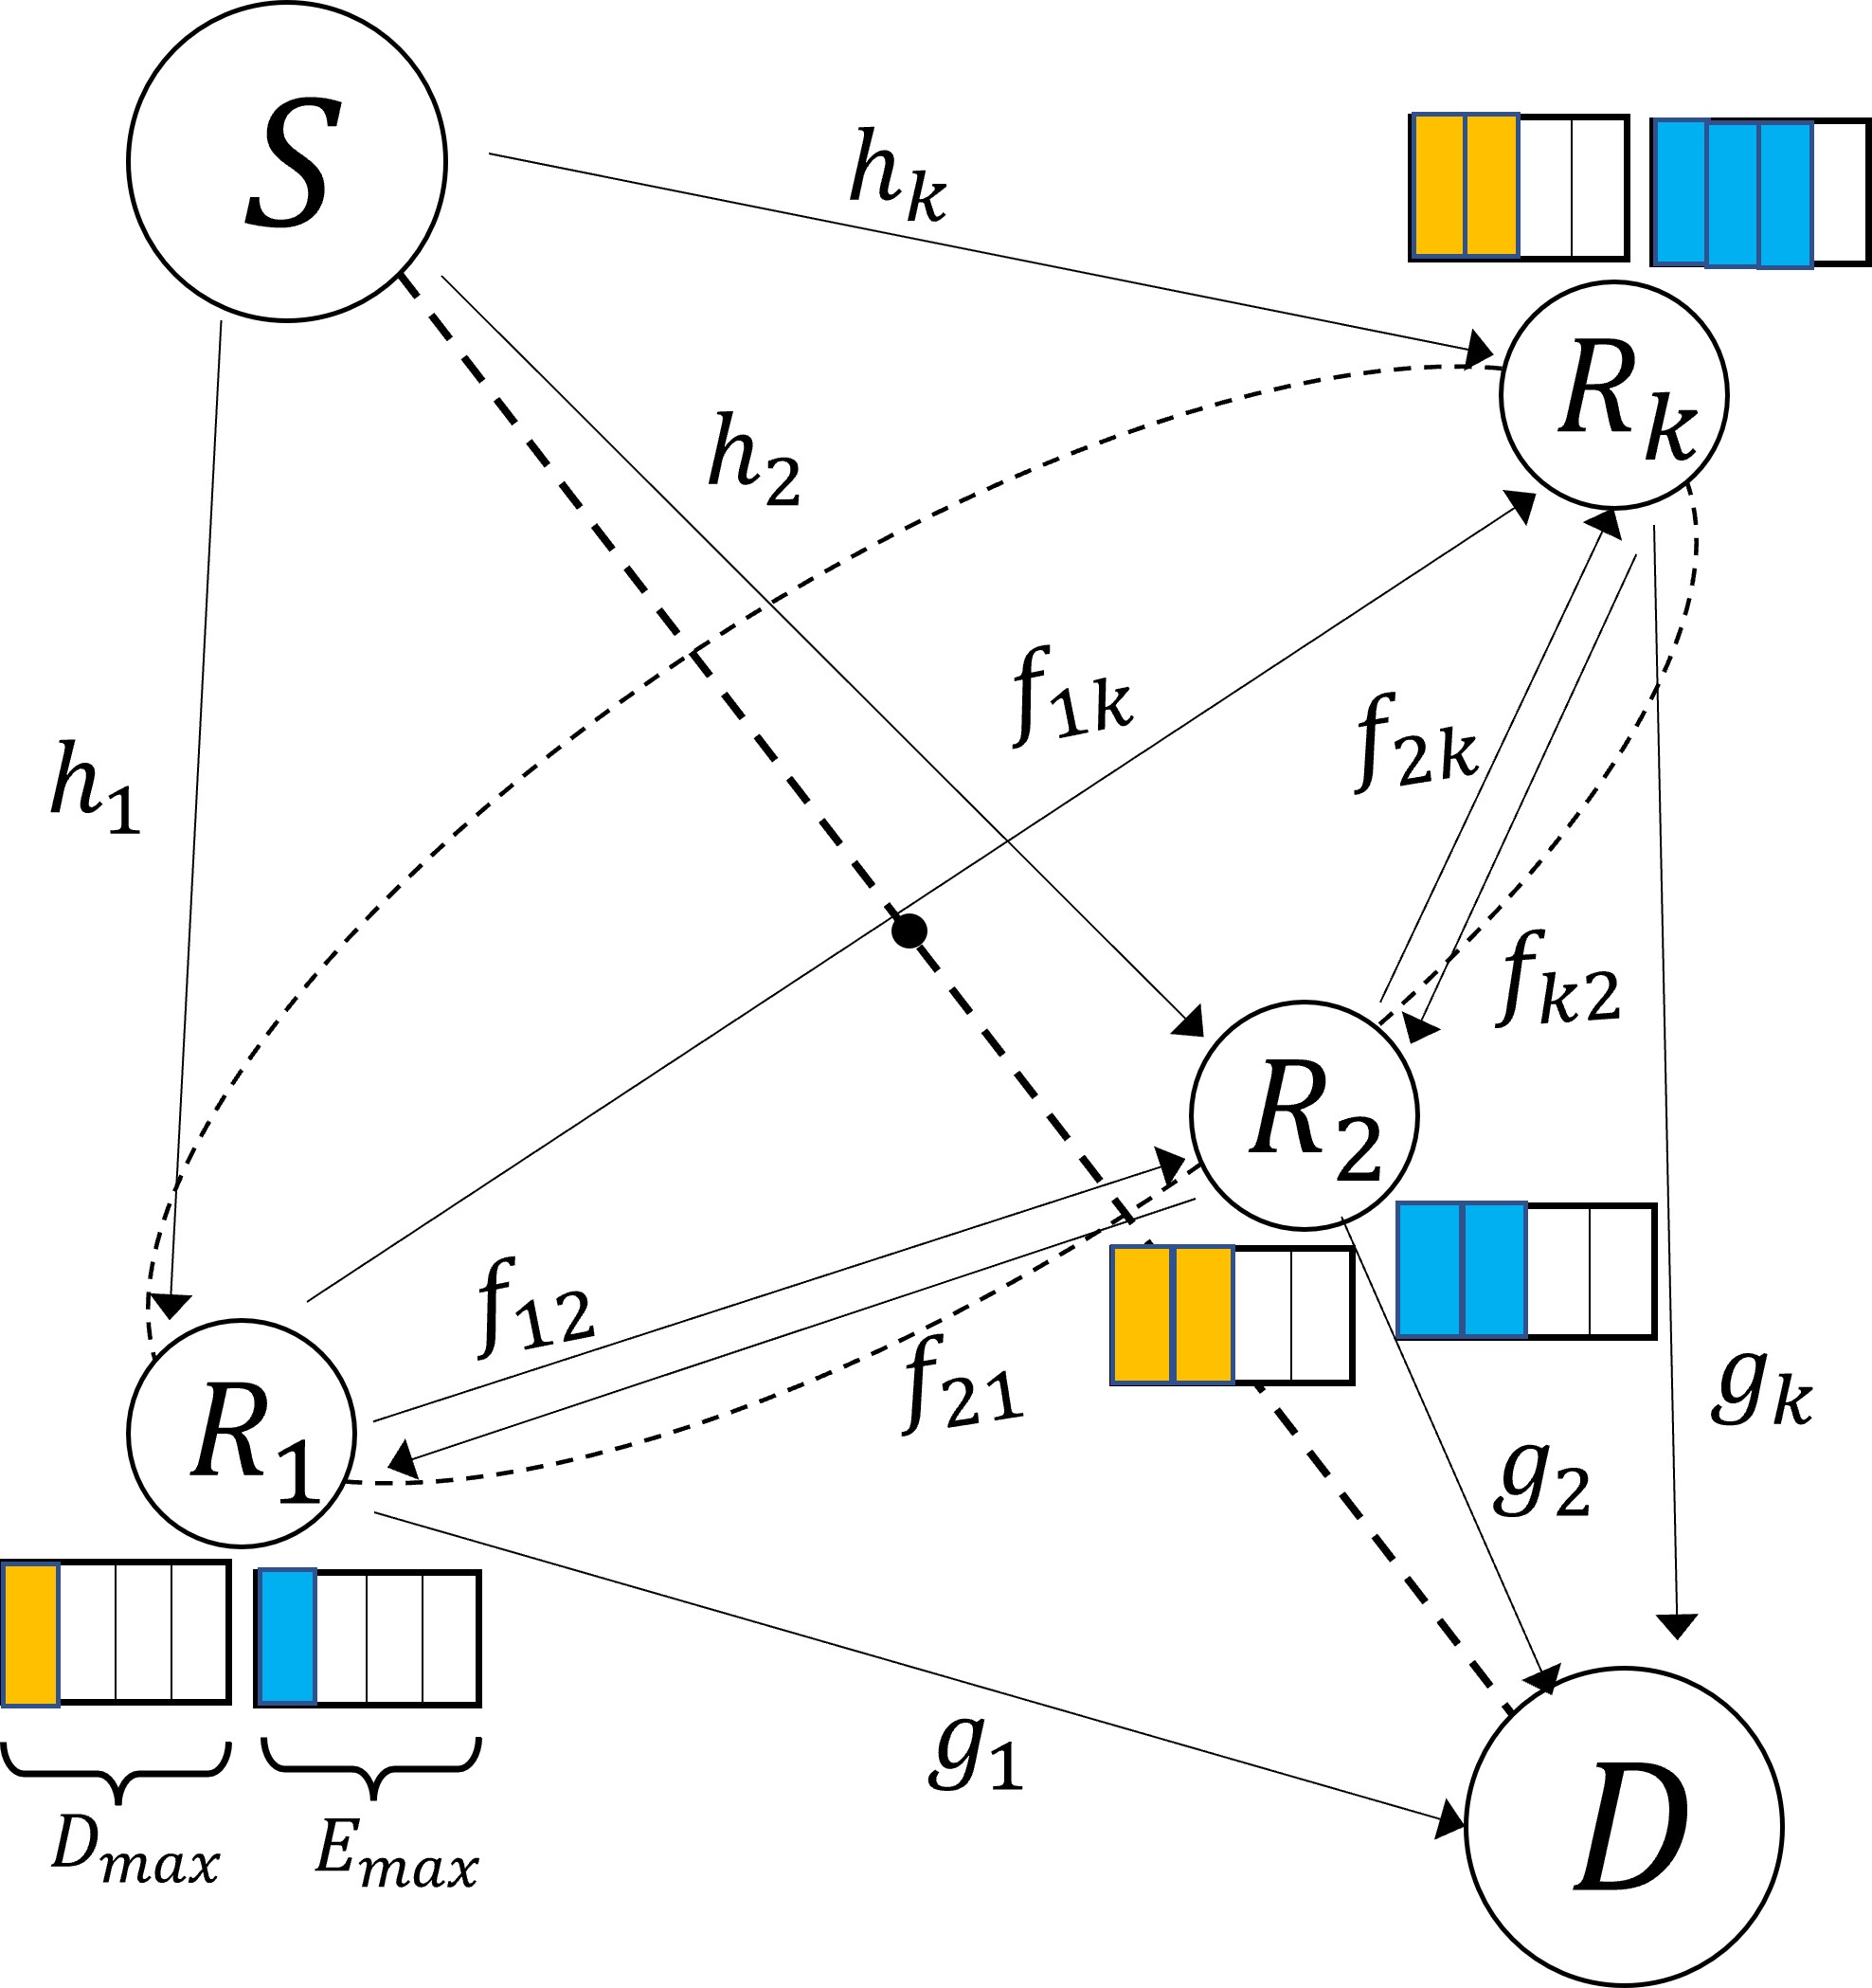 S
h_k
R_k
h_2
f_{1k}
f_{2k}
h_1
f_{k2}
R_2
f_{12}
f_{21}
R_1
g_k
g_2
g_1
D_{max}
E_{max}
D